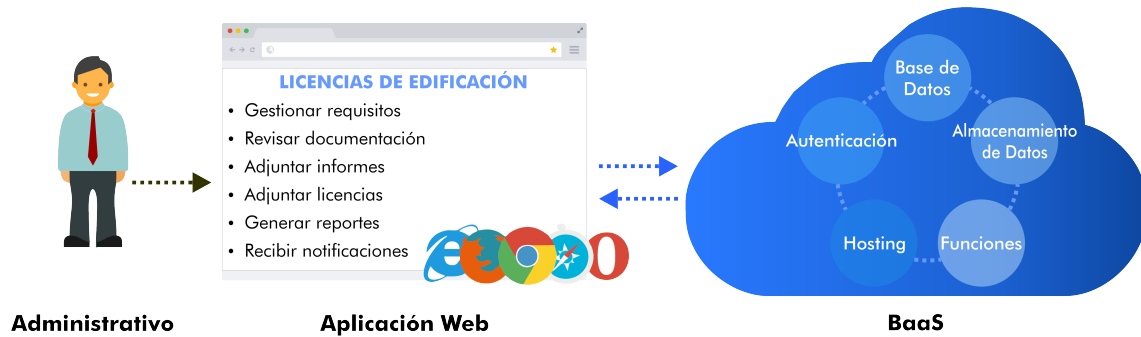 LICENCIAS DE EDIFICACIÓN
• Gestionar requisitos
• Revisar documentación
• Adjuntar informes
• Adjuntar licencias
• Generar reportes
• Recibir notificaciones
Base de
Datos
Autenticación
Almacenamiento
de Datos
Hosting
Funciones
Administrativo
Aplicación Web
BaaS